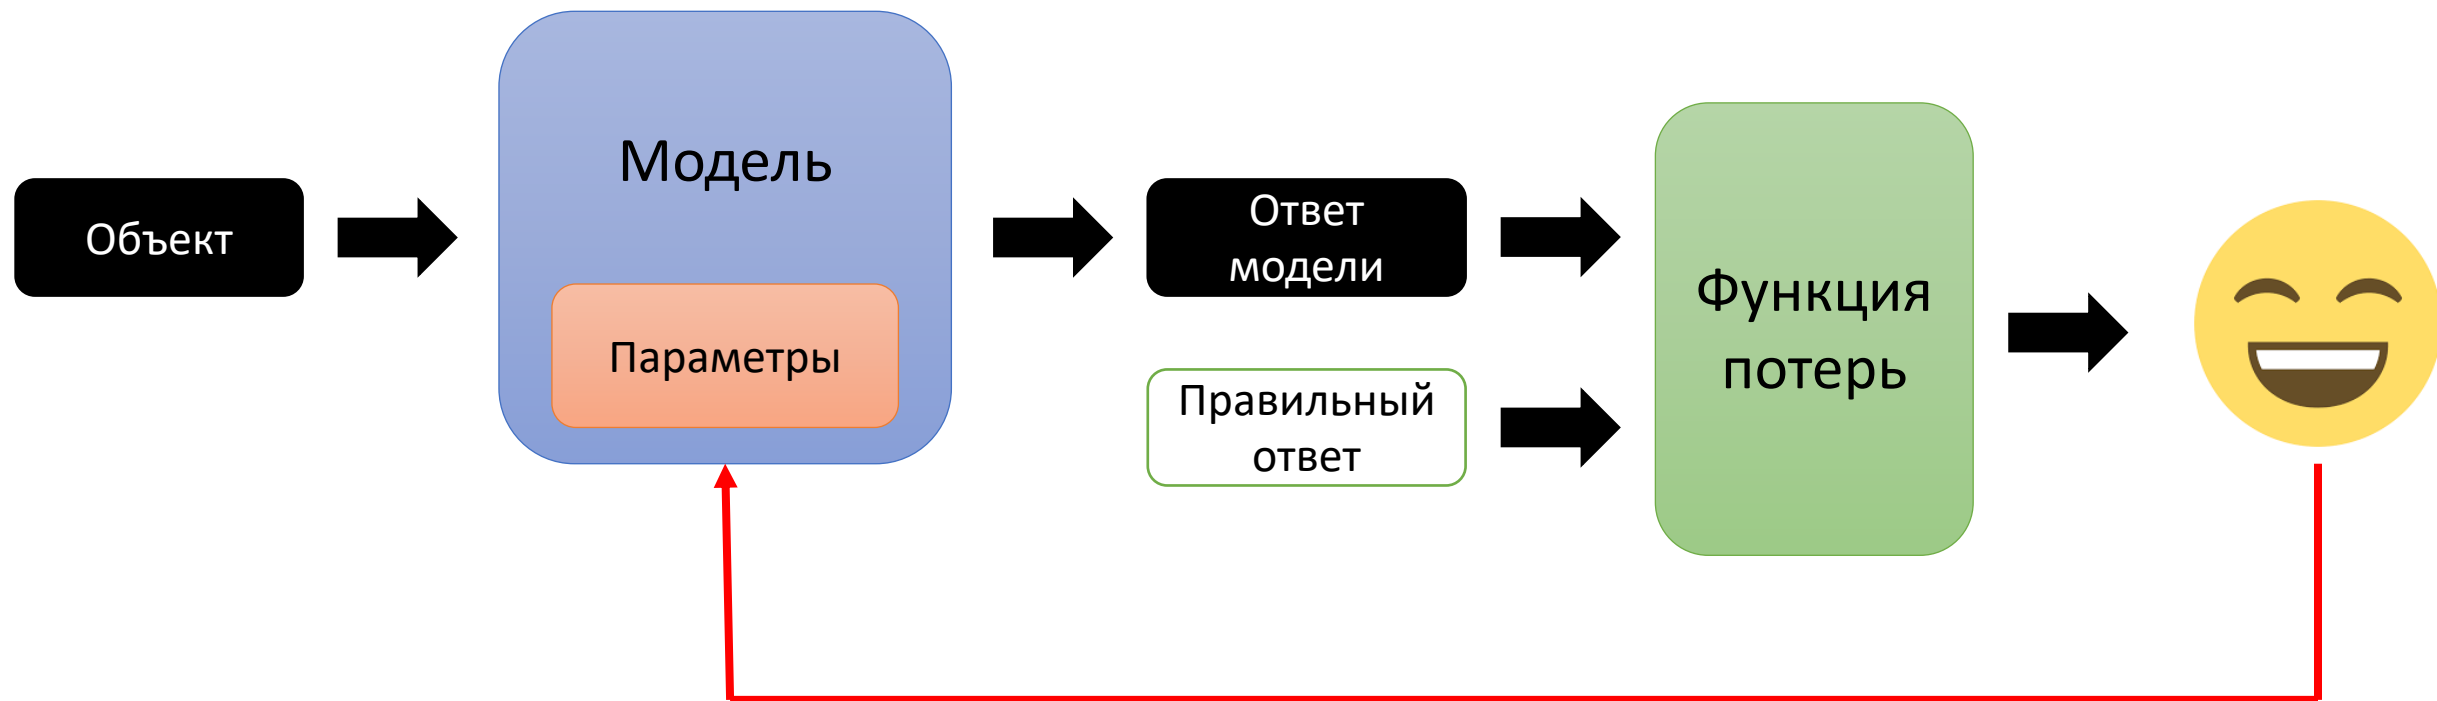 Объект
Модель
Параметры
Ответ
модели
Правильный
ответ
Функция
потерь